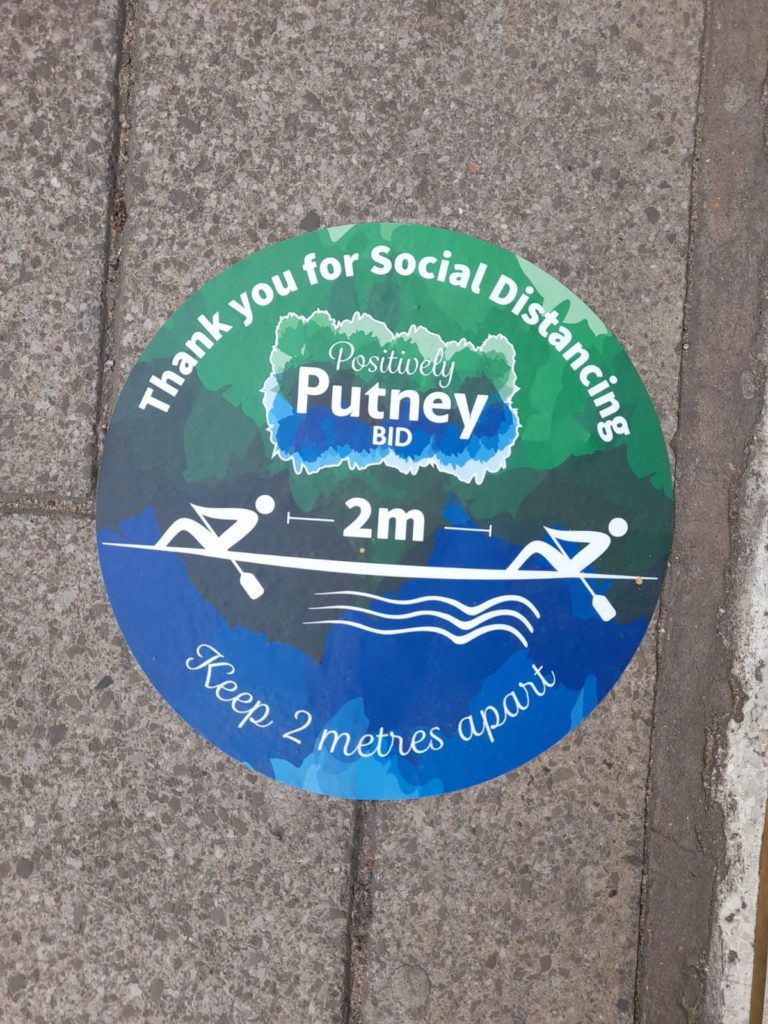 Thank you for Social Distancing
Positively
Putney
BID
2m
Keep 2 metres apart